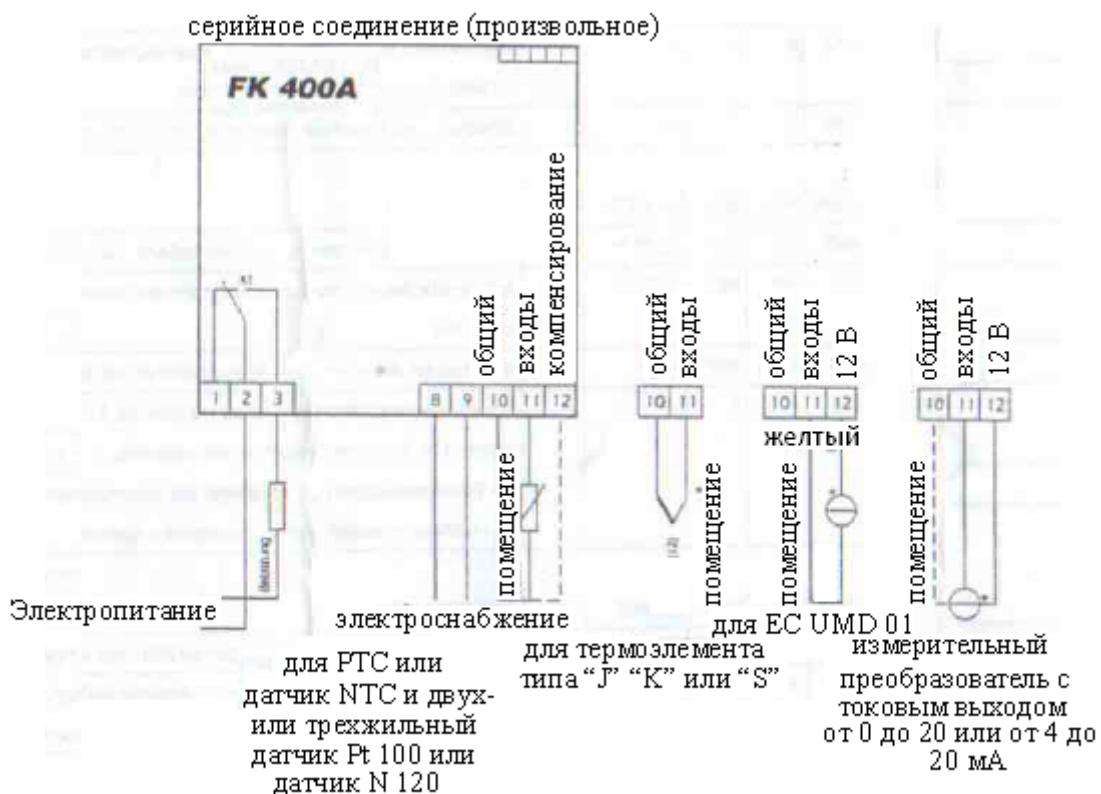 серийное соединение (произвольное)
FK 400A
компенсирование
общий
входы
общий
входы
общий
входы
12 В
общий
входы
12 В
K1
1 2 3
8 9 10 11 12
10 11
10 11 12
10 11 12
желтый
помещение
помещение
помещение
помещение
(12)
Электропитание
электроснабжение
для PTC или
датчик NTC и двух-
или трехжильный
датчик Pt 100 или
датчик N 120
для термоэлемента
типа “J” “K” или “S”
для EC UMD 01
измерительный
преобразователь с
токовым выходом
от 0 до 20 или от 4 до
20 мА